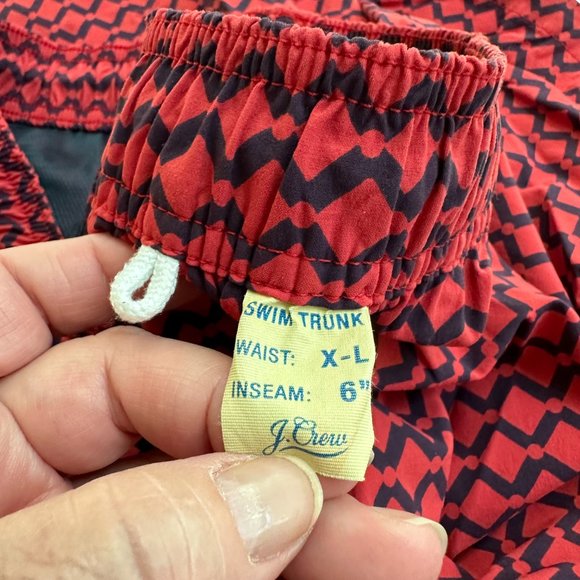 SWIM TRUNK
WAIST: X-L
INSEAM: 6"
J.Crew